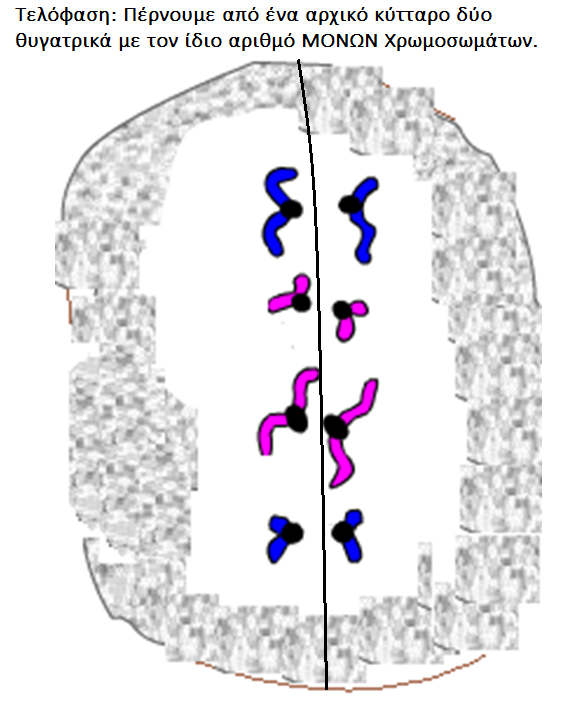 Τελόφαση: Πέρνουμε από ένα αρχικό κύτταρο δύο
θυγατρικά με τον ίδιο αριθμό ΜΟΝΩΝ Χρωμοσωμάτων.